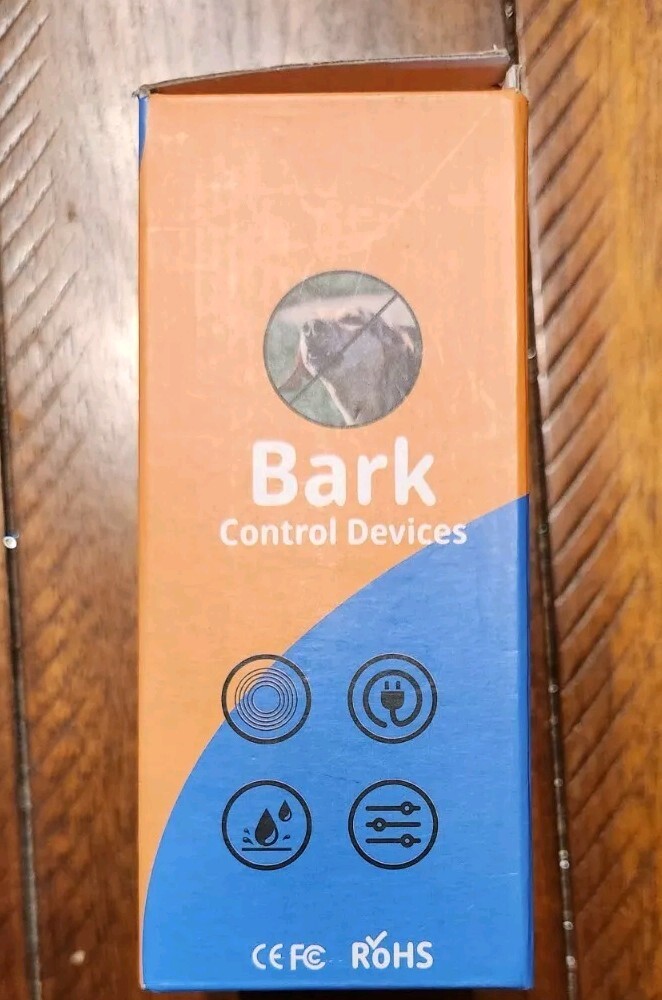 Bark
Control Devices
CE FC RoHS